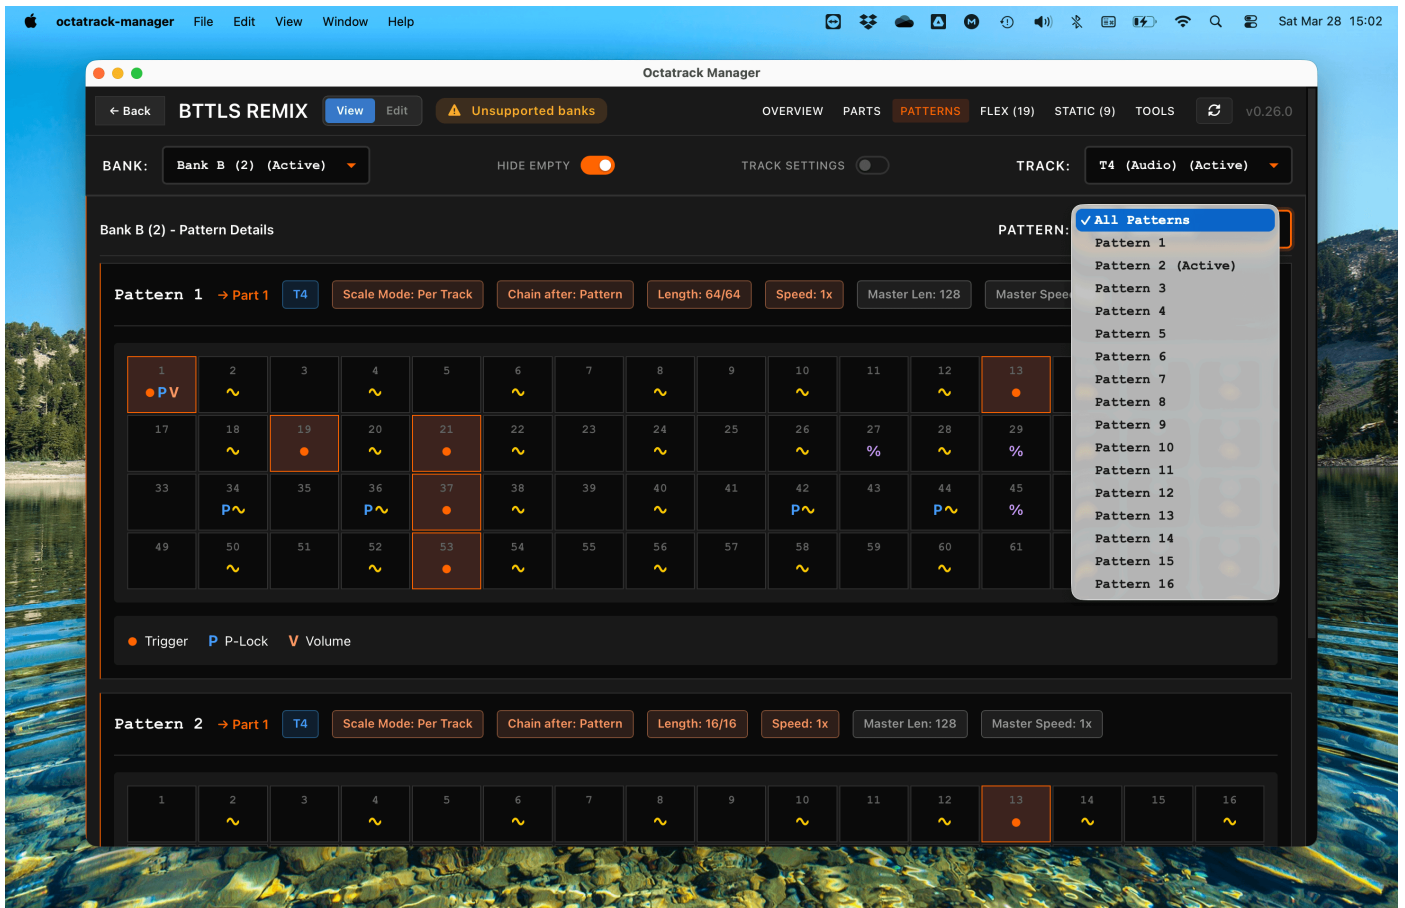 octatrack-manager File Edit View Window Help Sat Mar 28 15:02
Octatrack Manager
← Back BTTLS REMIX View Edit Unsupported banks OVERVIEW PARTS PATTERNS FLEX (19) STATIC (9) TOOLS v0.26.0
BANK: Bank B (2) (Active) HIDE EMPTY TRACK SETTINGS TRACK: T4 (Audio) (Active)
Bank B (2) - Pattern Details PATTERN:
✓ All Patterns
Pattern 1
Pattern 2 (Active)
Pattern 3
Pattern 4
Pattern 5
Pattern 6
Pattern 7
Pattern 8
Pattern 9
Pattern 10
Pattern 11
Pattern 12
Pattern 13
Pattern 14
Pattern 15
Pattern 16
Pattern 1 → Part 1 T4 Scale Mode: Per Track Chain after: Pattern Length: 64/64 Speed: 1x Master Len: 128 Master
1 2 3 4 5 6 7 8 9 10 11 12 13
● P V ~ ~ ~ ~ ~ ~ ●
17 18 19 20 21 22 23 24 25 26 27 28 29
~ ● ~ ● ~ ~ ~ % ~ %
33 34 35 36 37 38 39 40 41 42 43 44 45
P~ P~ ● ~ ~ P~ P~ %
49 50 51 52 53 54 55 56 57 58 59 60 61
~ ~ ● ~ ~ ~ ~
● Trigger P P-Lock V Volume
Pattern 2 → Part 1 T4 Scale Mode: Per Track Chain after: Pattern Length: 16/16 Speed: 1x Master Len: 128 Master Speed: 1x
1 2 3 4 5 6 7 8 9 10 11 12 13 14 15 16
~ ~ ~ ~ ~ ~ ● ~ ~